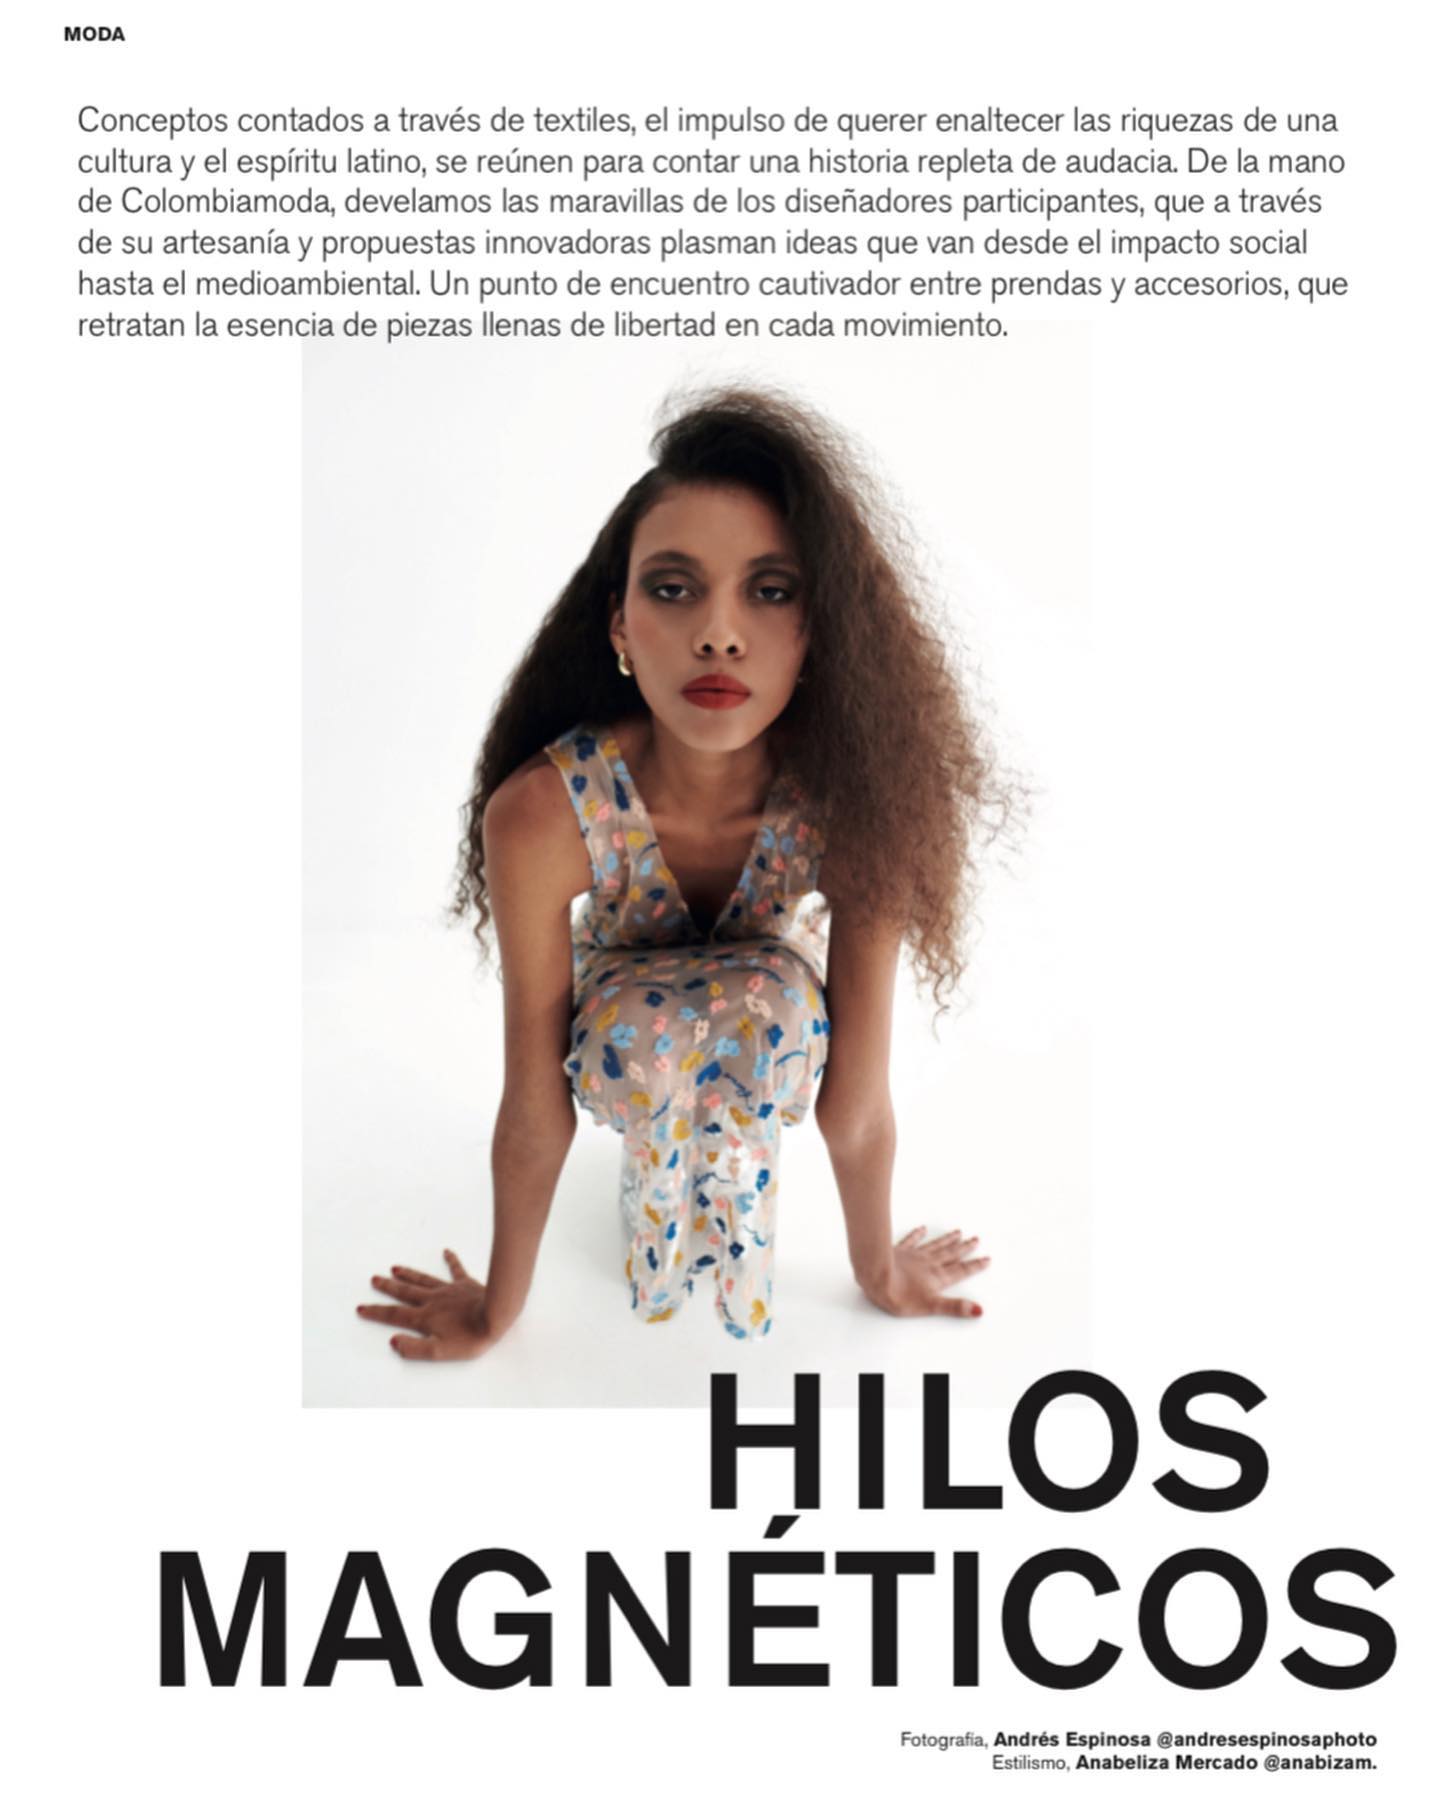 MODA
Conceptos contados a través de textiles, el impulso de querer enaltecer las riquezas de una
cultura y el espíritu latino, se reúnen para contar una historia repleta de audacia. De la mano
de Colombiamoda, develamos las maravillas de los diseñadores participantes, que a través
de su artesanía y propuestas innovadoras plasman ideas que van desde el impacto social
hasta el medioambiental. Un punto de encuentro cautivador entre prendas y accesorios, que
retratan la esencia de piezas llenas de libertad en cada movimiento.
HILOS
MAGNÉTICOS
Fotografía, Andrés Espinosa @andresespinosaphoto
Estilismo, Anabeliza Mercado @anabizam.